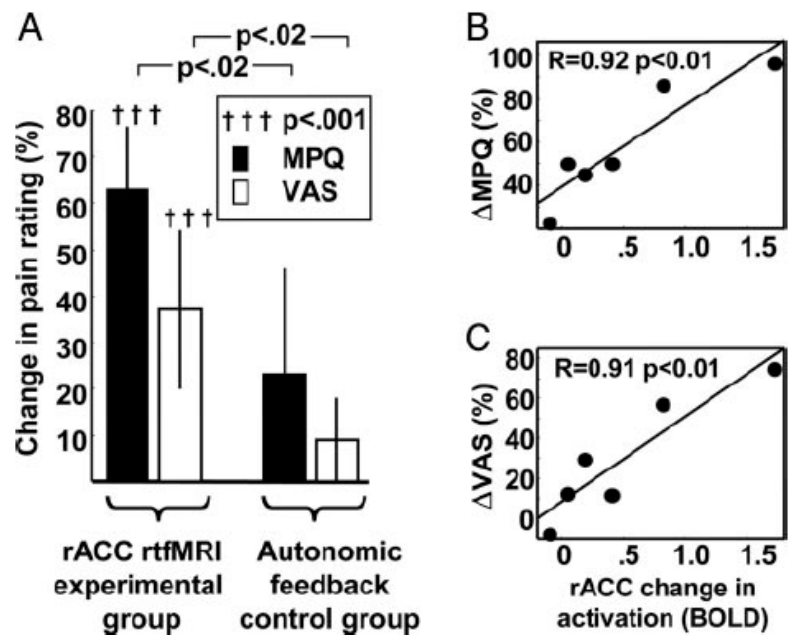 A
p<.02
p<.02
††† p<.001
MPQ
VAS
†††
†††
Change in pain rating (%)
80
70
60
50
40
30
20
10
rACC rtfMRI
experimental
group
Autonomic
feedback
control group
B
R=0.92 p<0.01
ΔMPQ (%)
100
80
60
40
0 .5 1.0 1.5
C
R=0.91 p<0.01
ΔVAS (%)
80
60
40
20
0
0 .5 1.0 1.5
rACC change in
activation (BOLD)